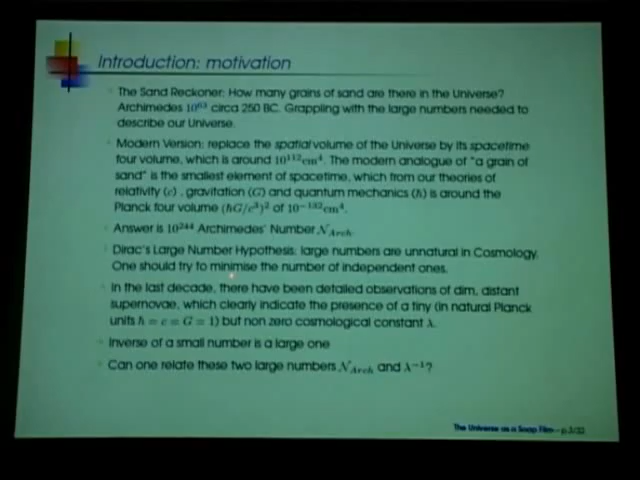 Introduction: motivation
The Sand Reckoner: How many grains of sand are there in the Universe?
Archimedes 10^63 circa 250 BC. Grappling with the large numbers needed to
describe our Universe.
Modern Version: replace the spatial volume of the Universe by its spacetime
four volume, which is around 10^112 cm^4. The modern analogue of "a grain of
sand" is the smallest element of spacetime, which from our theories of
relativity (c), gravitation (G) and quantum mechanics (ħ) is around the
Planck four volume (ħG/c^3)^2 of 10^-132 cm^4.
Answer is 10^244 Archimedes' Number N_Arch.
Dirac's Large Number Hypothesis: large numbers are unnatural in Cosmology.
One should try to minimise the number of independent ones.
In the last decade, there have been detailed observations of dim, distant
supernovae, which clearly indicate the presence of a tiny (in natural Planck
units ħ = c = G = 1) but non zero cosmological constant λ.
Inverse of a small number is a large one
Can one relate these two large numbers N_Arch and λ^-1?
The Universe as a Soap Film – p.3/22